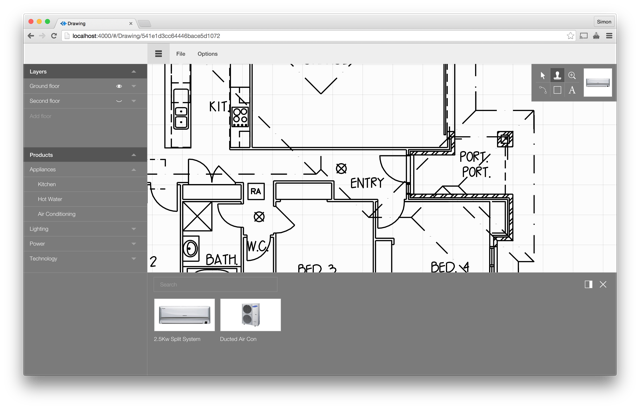 Drawing
Simon
localhost:4000/#/Drawing/541e1d3cc64446bace5d1072
File
Options
Layers
Ground floor
Second floor
Add floor
Products
Appliances
Kitchen
Hot Water
Air Conditioning
Lighting
Power
Technology
A
KIT.
PORT.
PORT.
ENTRY
RA
W.C.
2
BATH.
BED. 3
BED. 4
Search
2.5Kw Split System
Ducted Air Con